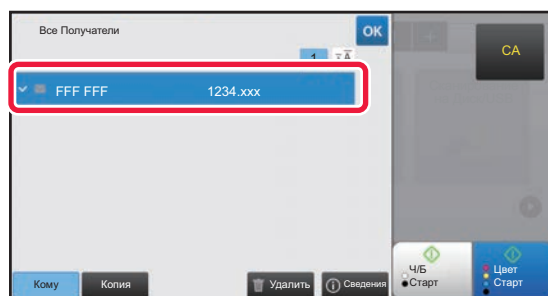 Все Получатели
OK
CA
1
FFF FFF 1234.xxx
Кому
Копия
Удалить
Сведения
Ч/Б
Старт
Цвет
Старт